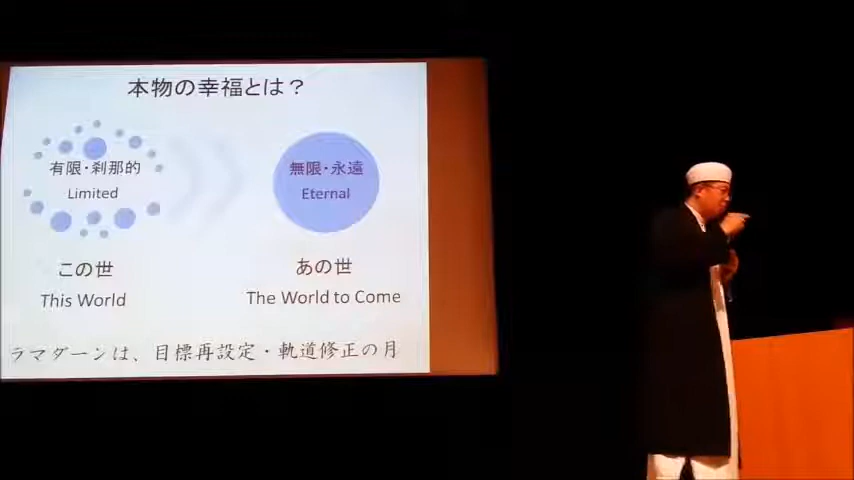 本物の幸福とは？
有限・刹那的
Limited
無限・永遠
Eternal
この世
This World
あの世
The World to Come
ラマダーンは、目標再設定・軌道修正の月